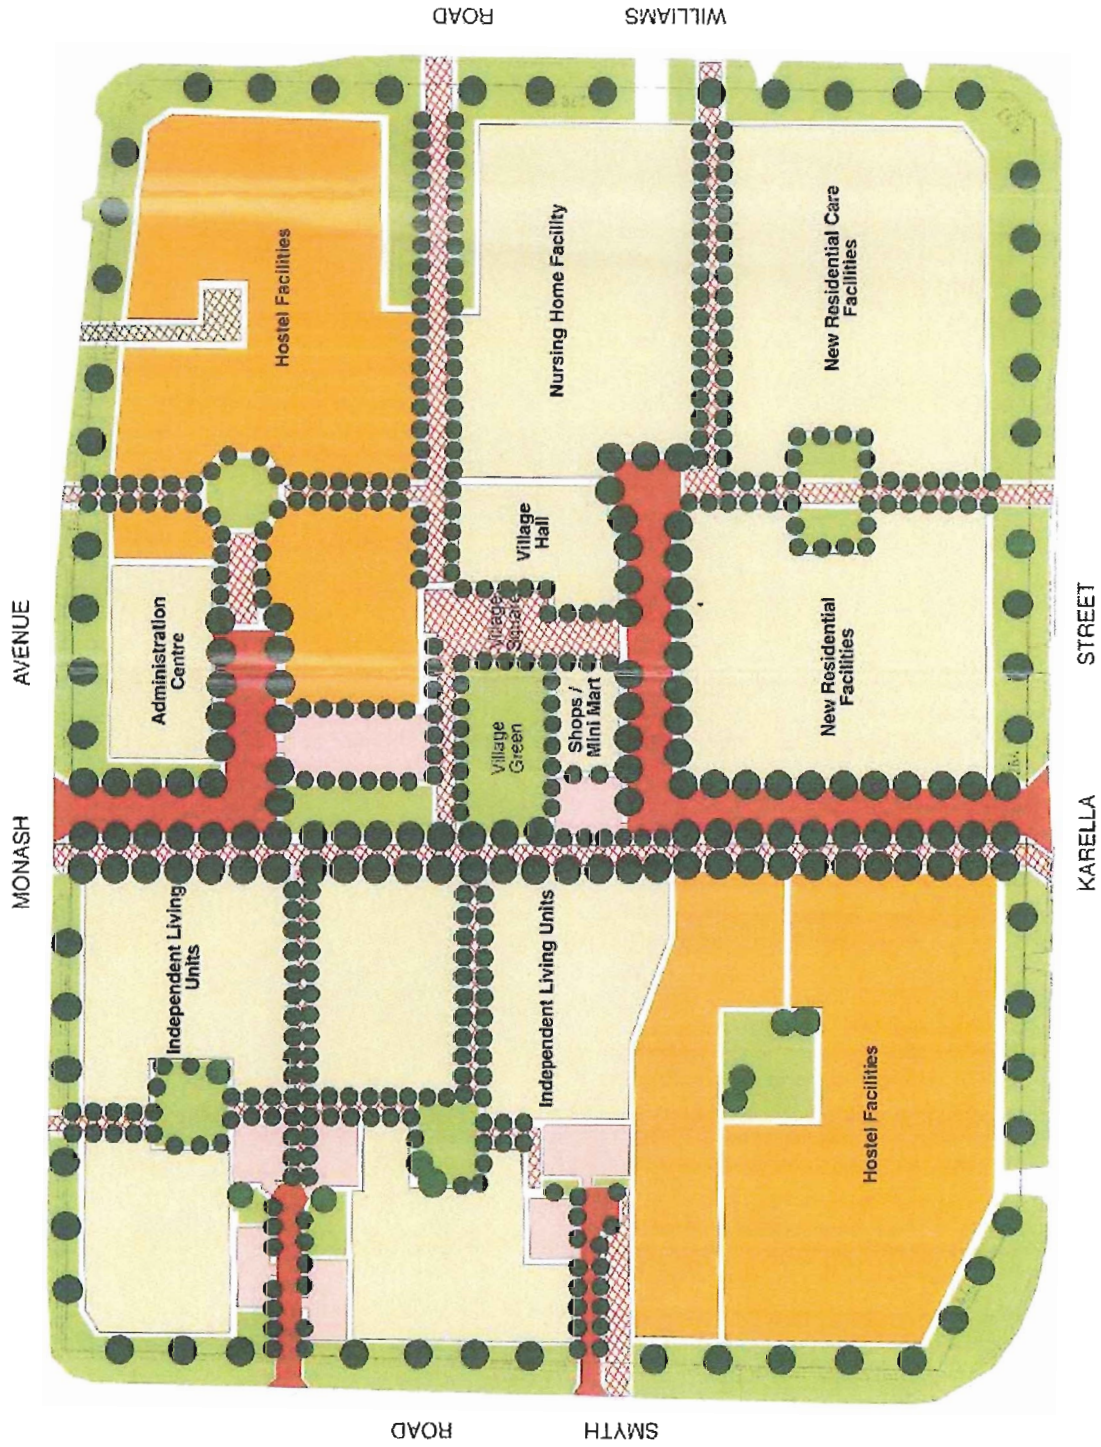 WILLIAMS
ROAD
AVENUE
MONASH
STREET
KARELLA
SMYTH
ROAD
Hostel Facilities
Nursing Home Facility
New Residential Care
Facilities
Village
Hall
Village
Square
Administration
Centre
Village
Green
Shops /
Mini Mart
New Residential
Facilities
Independent Living
Units
Independent Living Units
Hostel Facilities